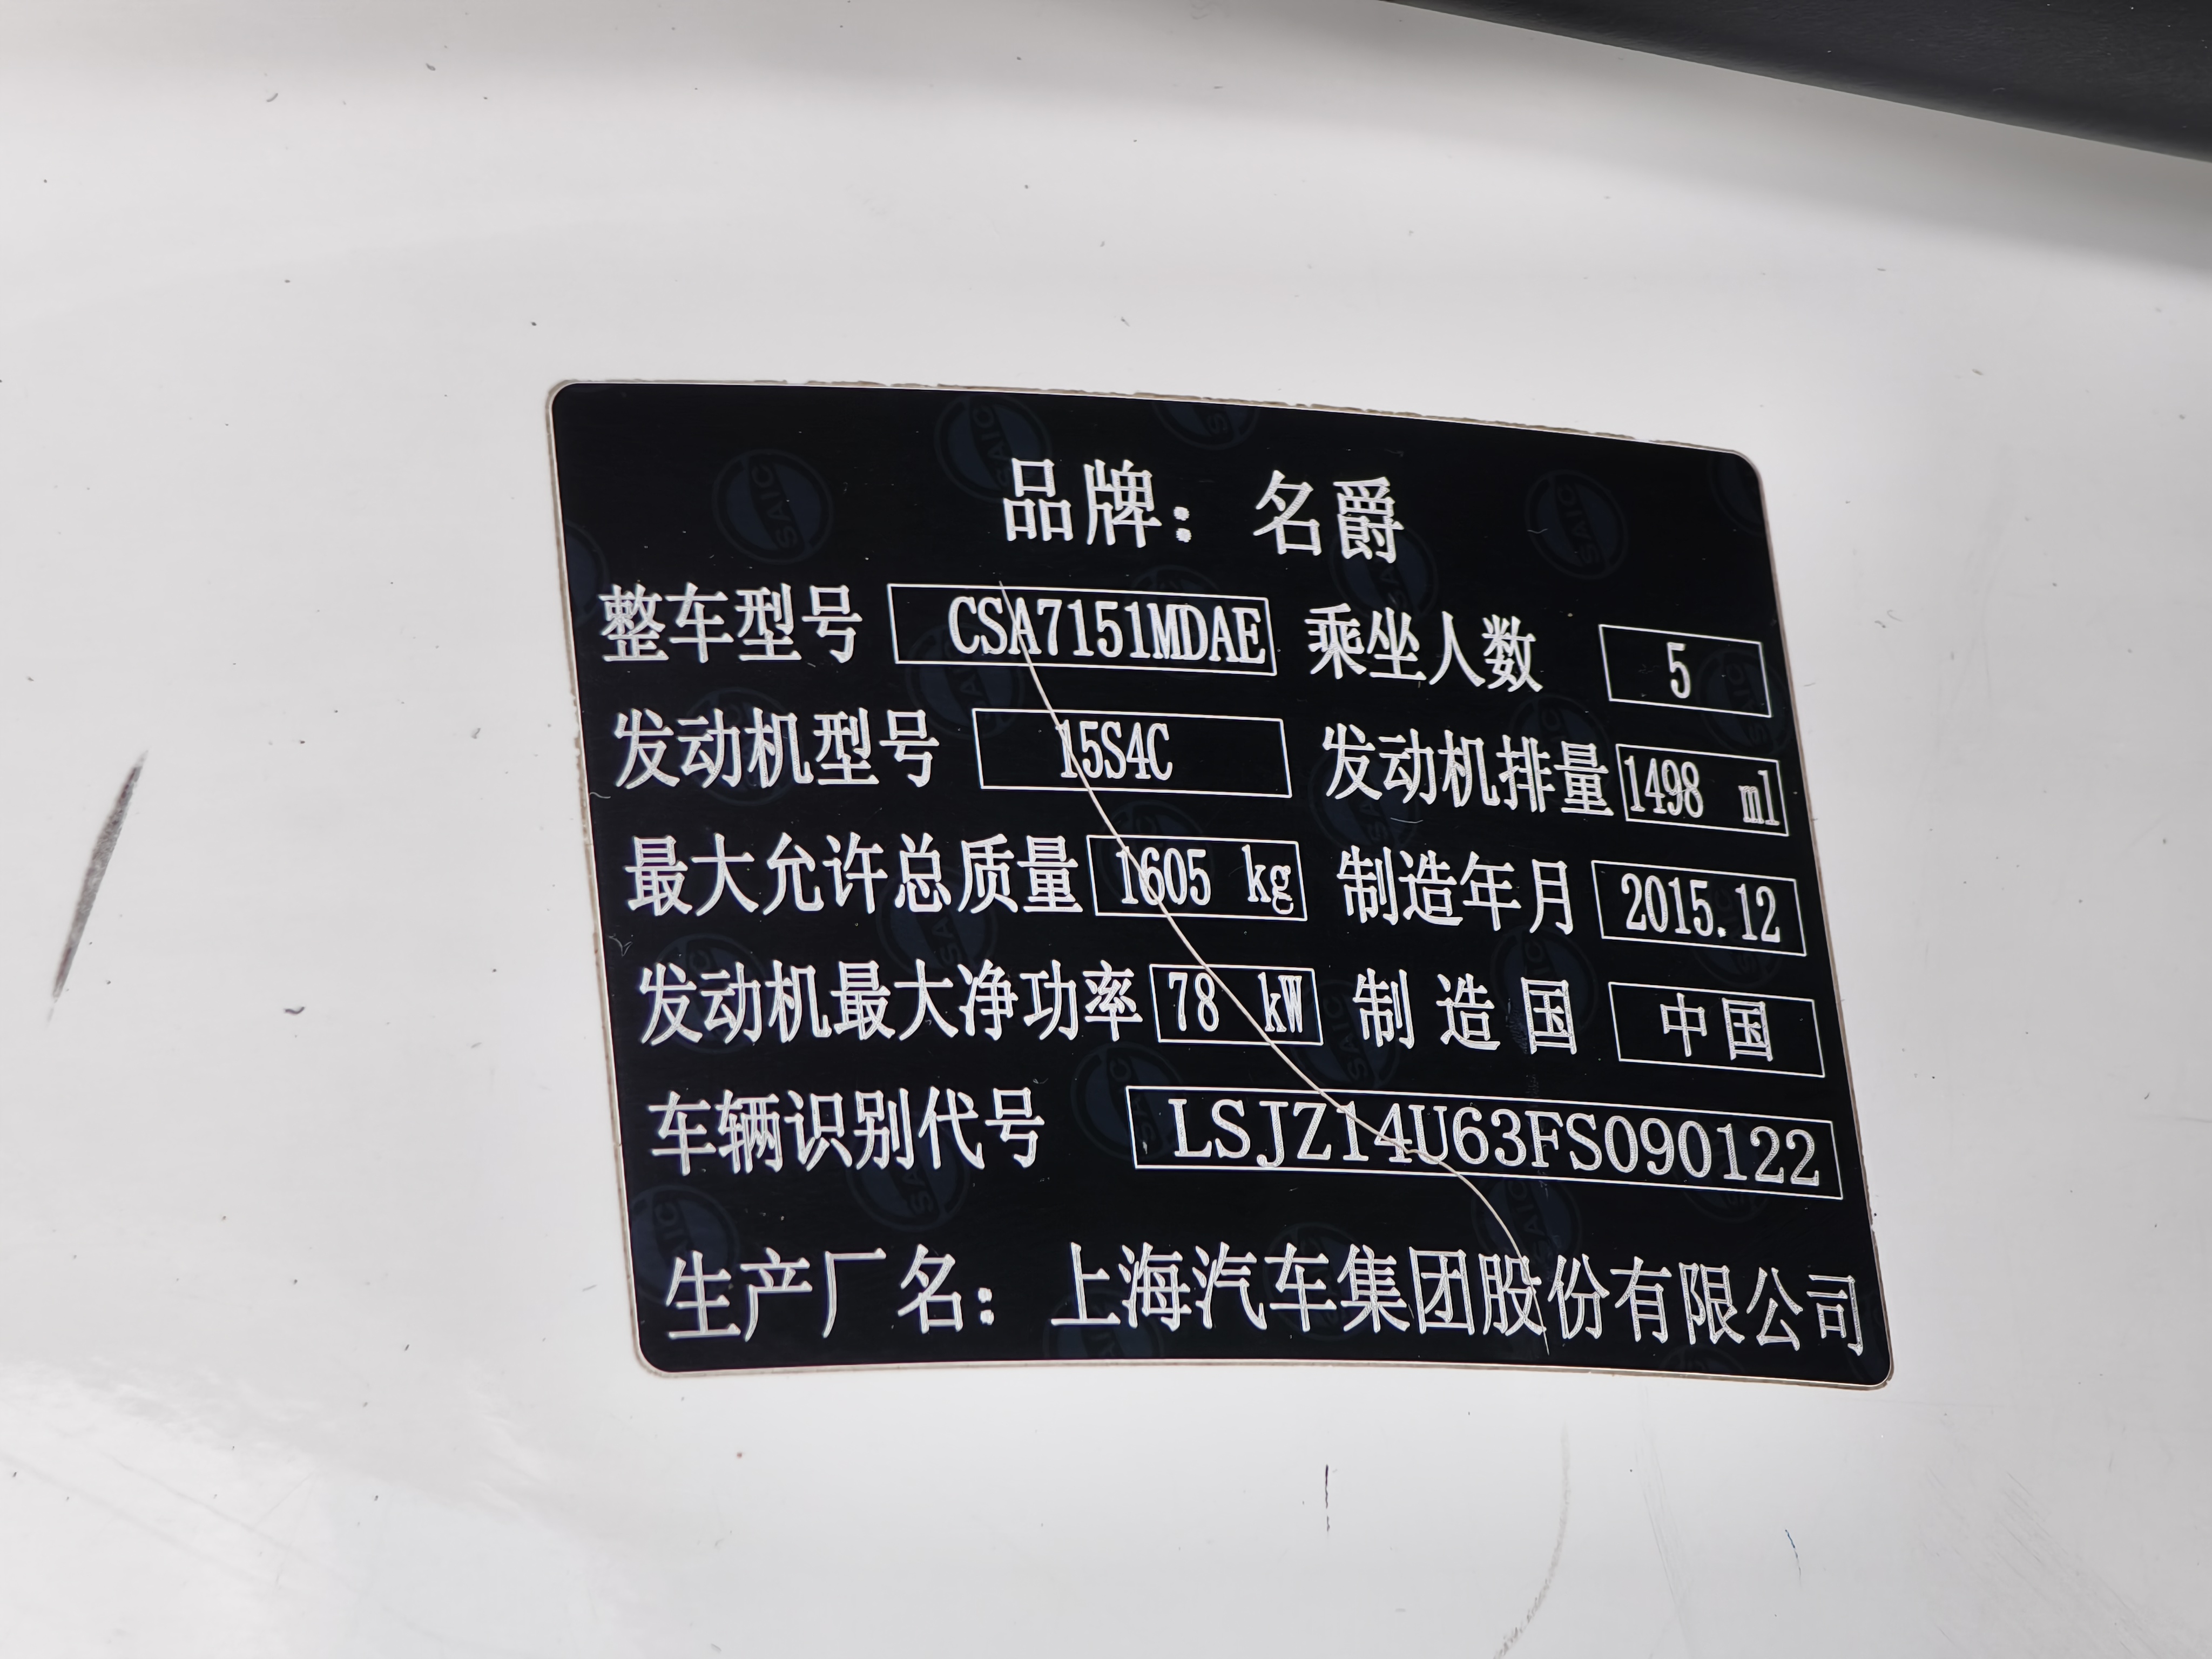 品牌：名爵
整车型号 CSA7151MDAE 乘坐人数 5
发动机型号 15S4C 发动机排量 1498 ml
最大允许总质量 1605 kg 制造年月 2015.12
发动机最大净功率 78 kW 制造国 中国
车辆识别代号 LSJZ14U63FS090122
生产厂名：上海汽车集团股份有限公司